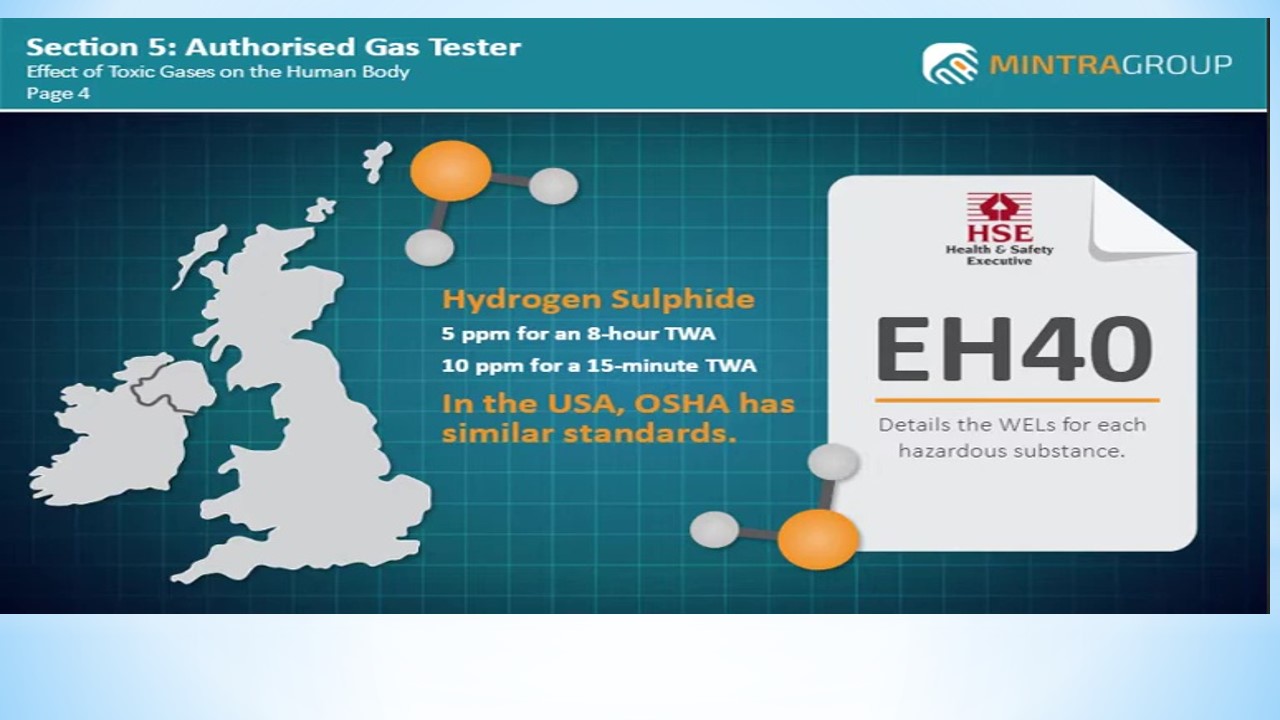 Section 5: Authorised Gas Tester
Effect of Toxic Gases on the Human Body
Page 4
MINTRAGROUP
Hydrogen Sulphide
5 ppm for an 8-hour TWA
10 ppm for a 15-minute TWA
In the USA, OSHA has
similar standards.
HSE
Health & Safety
Executive
EH40
Details the WELs for each
hazardous substance.